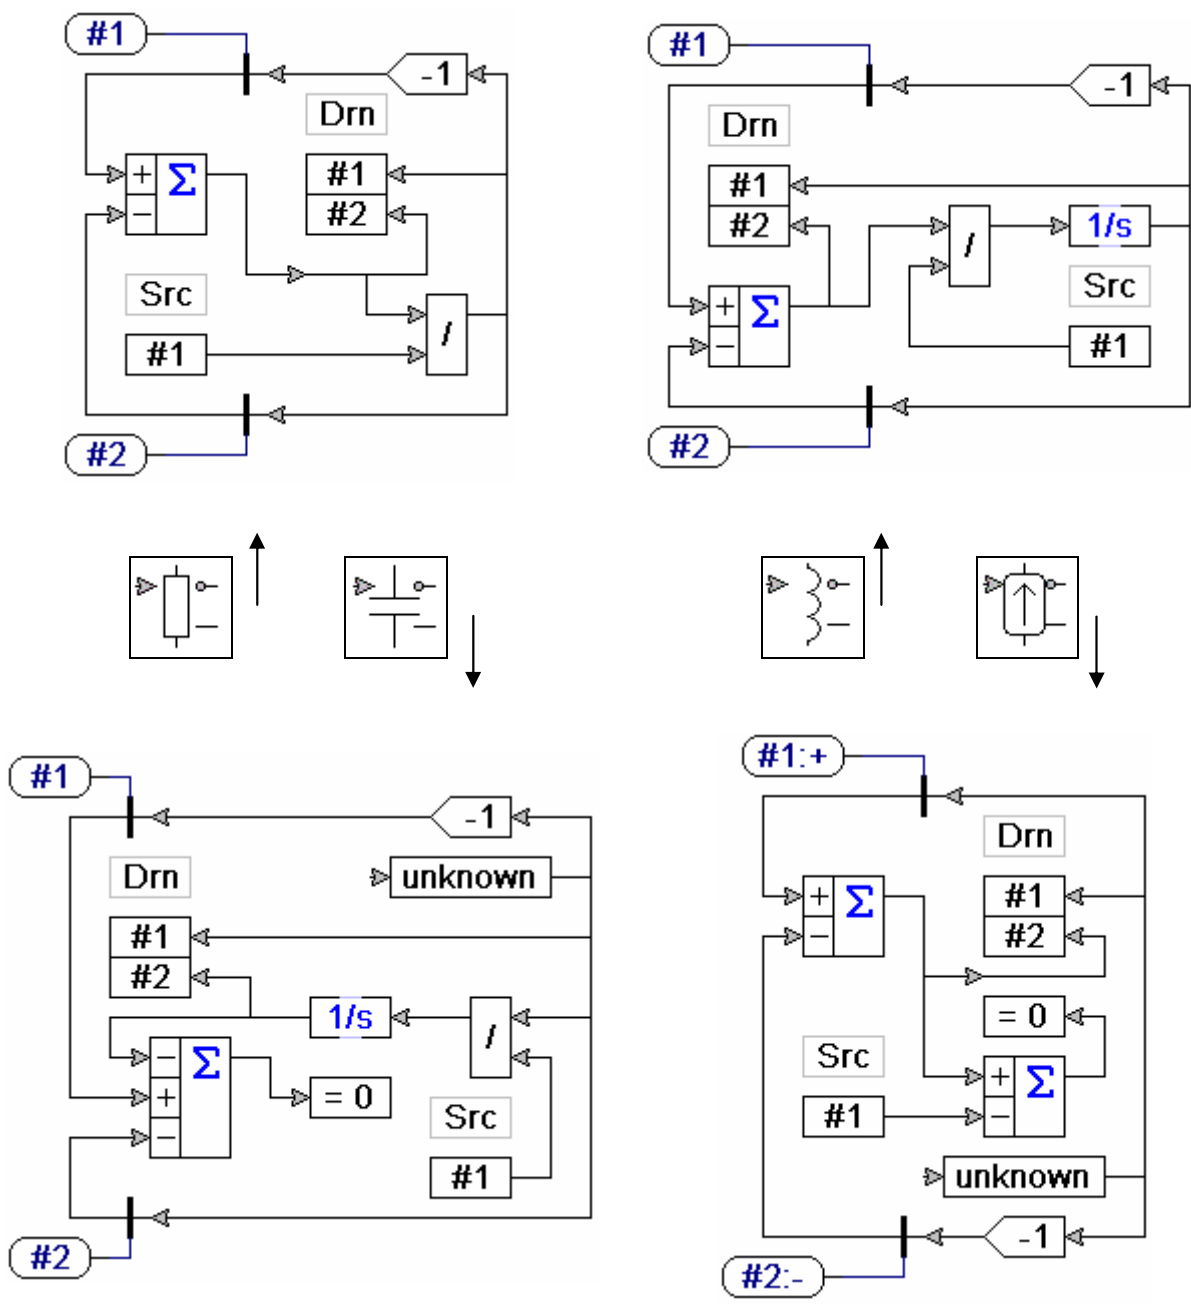 #1
-1
Drn
+ Σ
#1
−
#2
Src
#1
/
#2
#1
-1
Drn
#1
#2
/
1/s
Src
+ Σ
−
#1
#2
#1
-1
Drn
unknown
#1
#2
1/s
/
− Σ
+
= 0
−
Src
#1
#2
#1:+
Drn
+ Σ
#1
−
#2
= 0
Src
+ Σ
#1
−
unknown
-1
#2:-